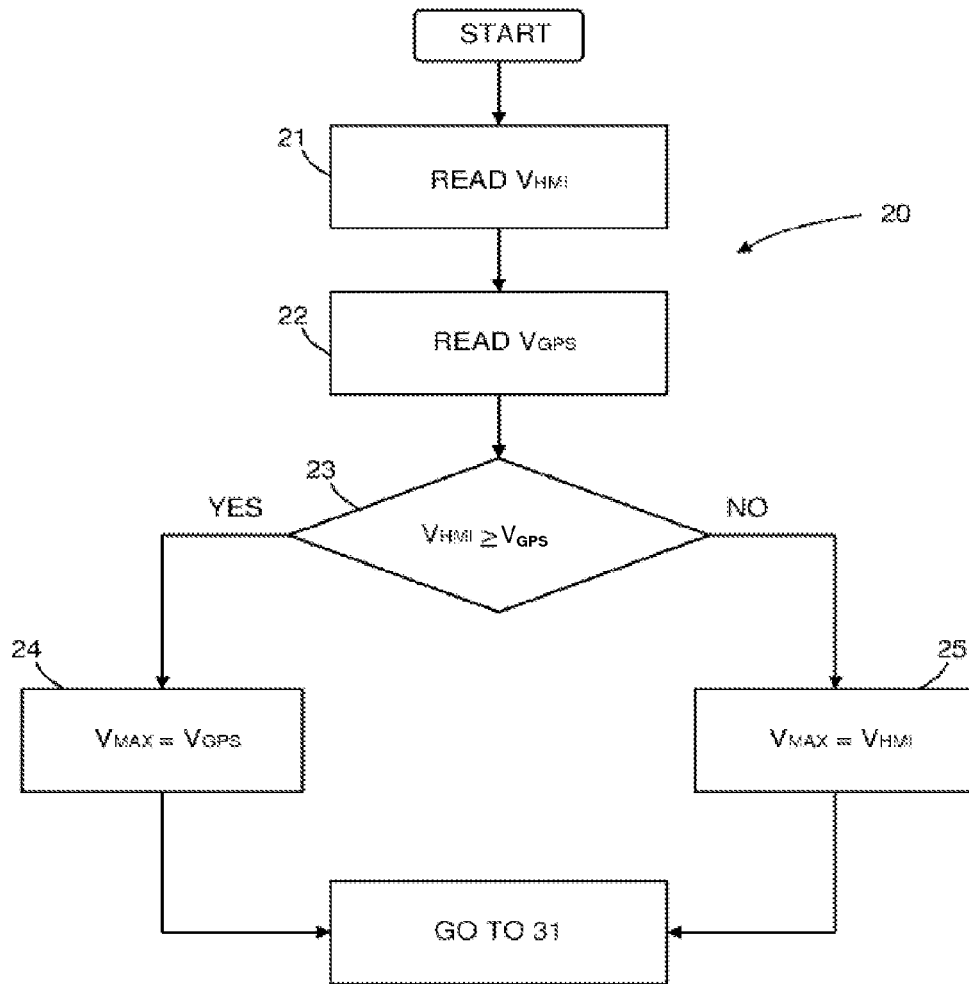 START
21
READ VHMI
20
22
READ VGPS
23
YES
NO
VHMI ≥ VGPS
24
25
VMAX = VGPS
VMAX = VHMI
GO TO 31